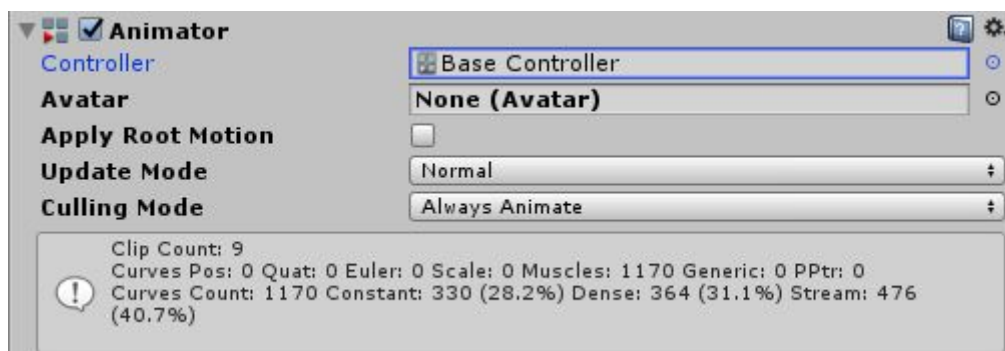 Animator
Controller Base Controller
Avatar None (Avatar)
Apply Root Motion
Update Mode Normal
Culling Mode Always Animate
Clip Count: 9
Curves Pos: 0 Quat: 0 Euler: 0 Scale: 0 Muscles: 1170 Generic: 0 PPtr: 0
Curves Count: 1170 Constant: 330 (28.2%) Dense: 364 (31.1%) Stream: 476
(40.7%)